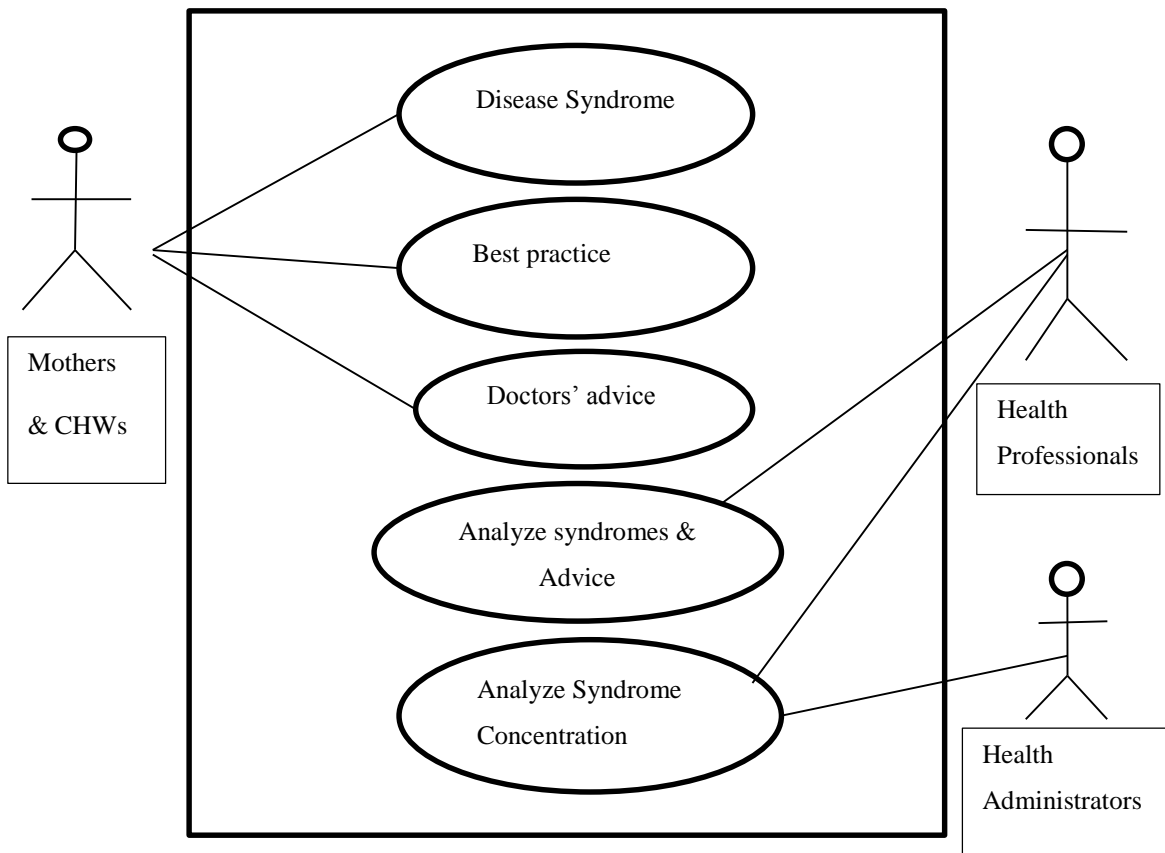 Disease Syndrome
Best practice
Mothers
& CHWs
Doctors’ advice
Health
Professionals
Analyze syndromes &
Advice
Analyze Syndrome
Concentration
Health
Administrators